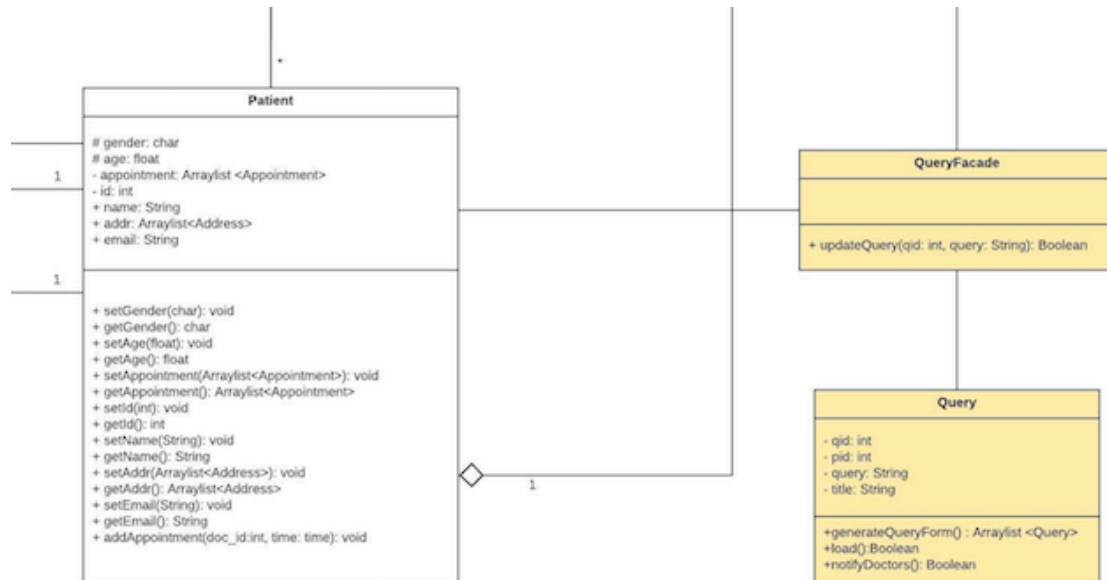 *
Patient
# gender: char
# age: float
- appointment: Arraylist <Appointment>
- id: int
+ name: String
+ addr: Arraylist<Address>
+ email: String
1
1
+ setGender(char): void
+ getGender(): char
+ setAge(float): void
+ getAge(): float
+ setAppointment(Arraylist<Appointment>): void
+ getAppointment(): Arraylist<Appointment>
+ setId(int): void
+ getId(): int
+ setName(String): void
+ getName(): String
+ setAddr(Arraylist<Address>): void
+ getAddr(): Arraylist<Address>
+ setEmail(String): void
+ getEmail(): String
+ addAppointment(doc_id:int, time: time): void
1
QueryFacade
+ updateQuery(qid: int, query: String): Boolean
Query
- qid: int
- pid: int
- query: String
- title: String
+generateQueryForm() : Arraylist <Query>
+load():Boolean
+notifyDoctors(): Boolean